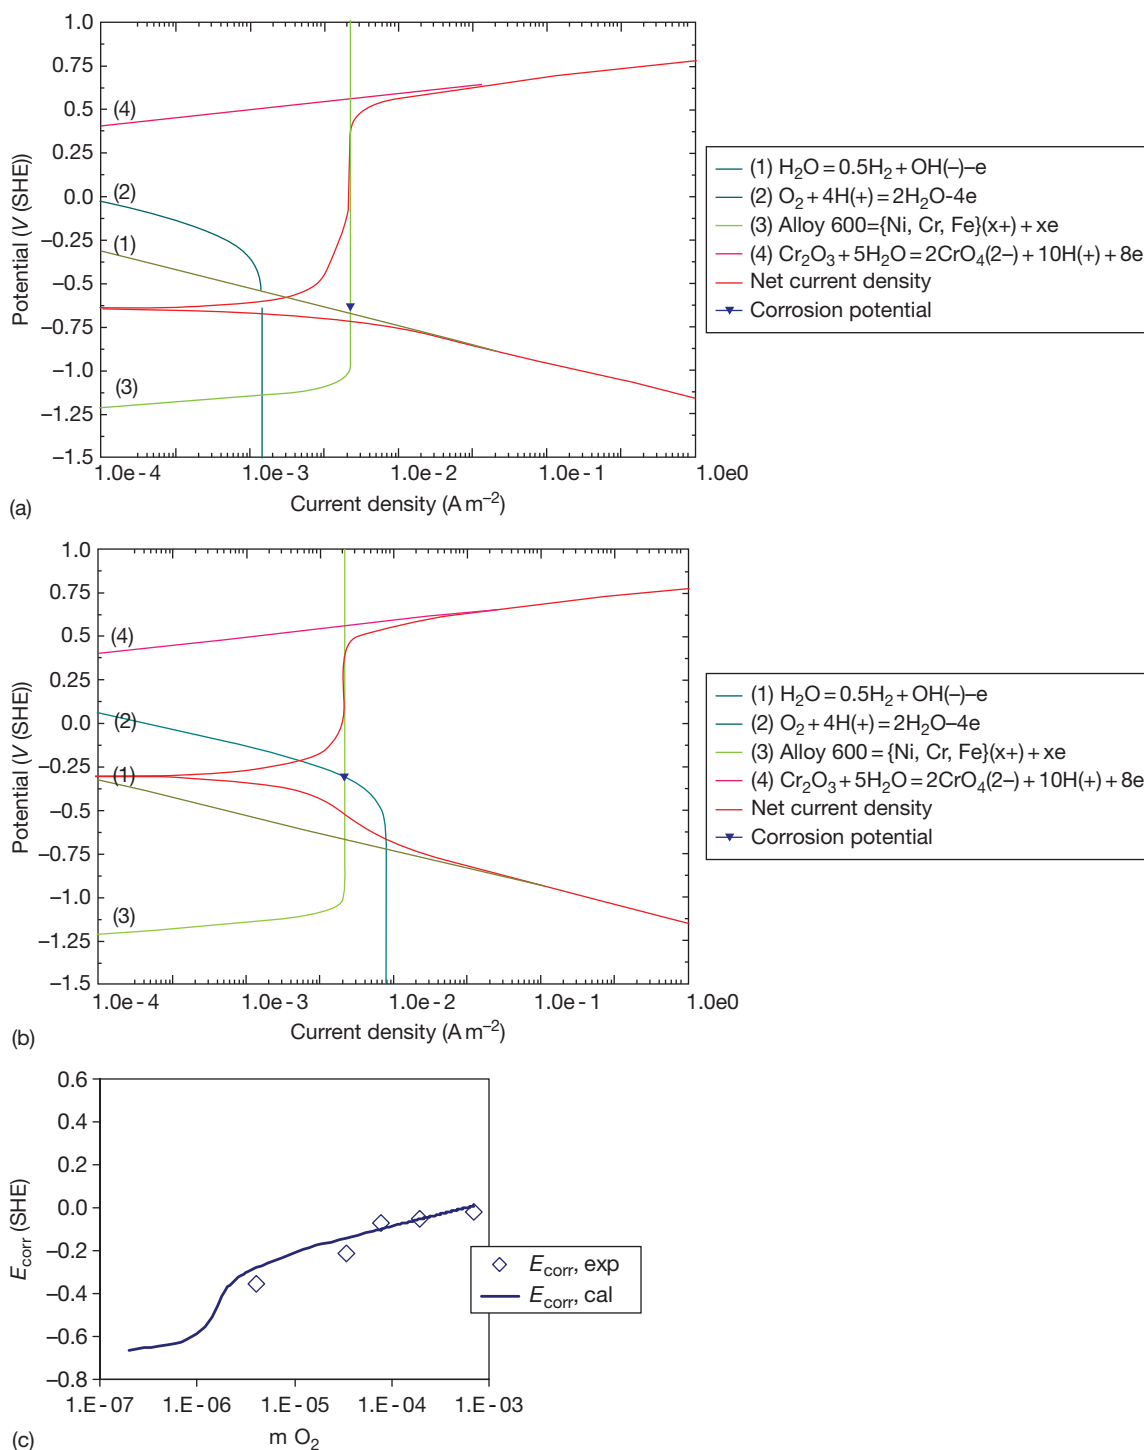 1.0
0.75
0.5
0.25
0.0
−0.25
−0.5
−0.75
−1.0
−1.25
−1.5
Potential (V (SHE))
(4)
(2)
(1)
(3)
1.0e-4
1.0e-3
1.0e-2
1.0e-1
1.0e0
Current density (A m−2)
(a)
(1) H2O = 0.5H2 + OH(−)–e
(2) O2 + 4H(+) = 2H2O-4e
(3) Alloy 600={Ni, Cr, Fe}(x+) + xe
(4) Cr2O3 + 5H2O = 2CrO4(2−) + 10H(+) + 8e
Net current density
Corrosion potential
1.0
0.75
0.5
0.25
0.0
−0.25
−0.5
−0.75
−1.0
−1.25
−1.5
Potential (V (SHE))
(4)
(2)
(1)
(3)
1.0e-4
1.0e-3
1.0e-2
1.0e-1
1.0e0
Current density (A m−2)
(b)
(1) H2O = 0.5H2 + OH(−)–e
(2) O2 + 4H(+) = 2H2O–4e
(3) Alloy 600 = {Ni, Cr, Fe}(x+) + xe
(4) Cr2O3 + 5H2O = 2CrO4(2−) + 10H(+) + 8e
Net current density
Corrosion potential
0.6
0.4
0.2
0.0
−0.2
−0.4
−0.6
−0.8
Ecorr (SHE)
1.E-07
1.E-06
1.E-05
1.E-04
1.E-03
m O2
Ecorr, exp
Ecorr, cal
(c)